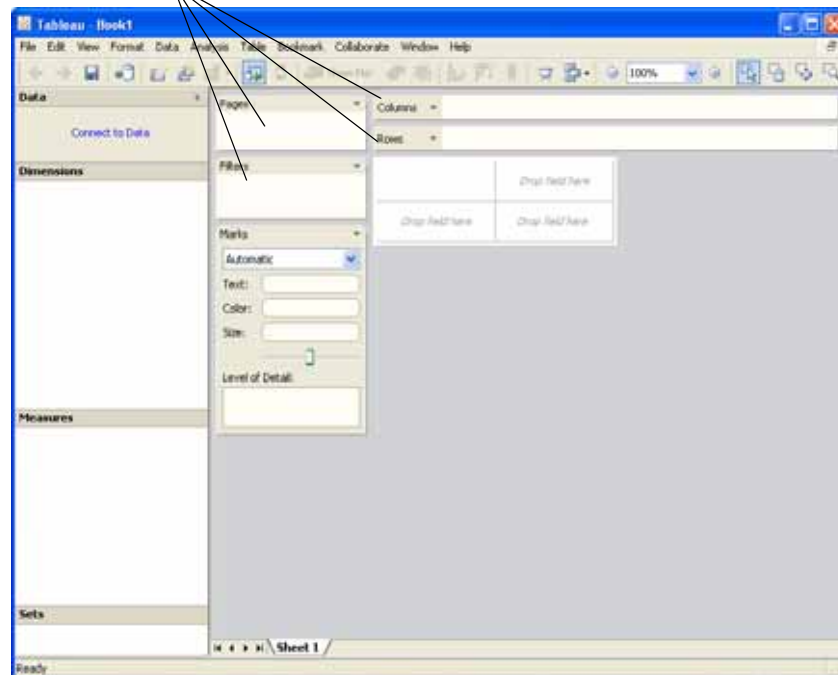 Tableau - Book1
File Edit View Format Data Analysis Table Bookmark Collaborate Window Help
100%
Data
Connect to Data
Dimensions
Measures
Sets
Pages
Filters
Marks
Automatic
Text:
Color:
Size:
Level of Detail:
Columns
Rows
Drop field here
Drop field here
Drop field here
Sheet 1
Ready